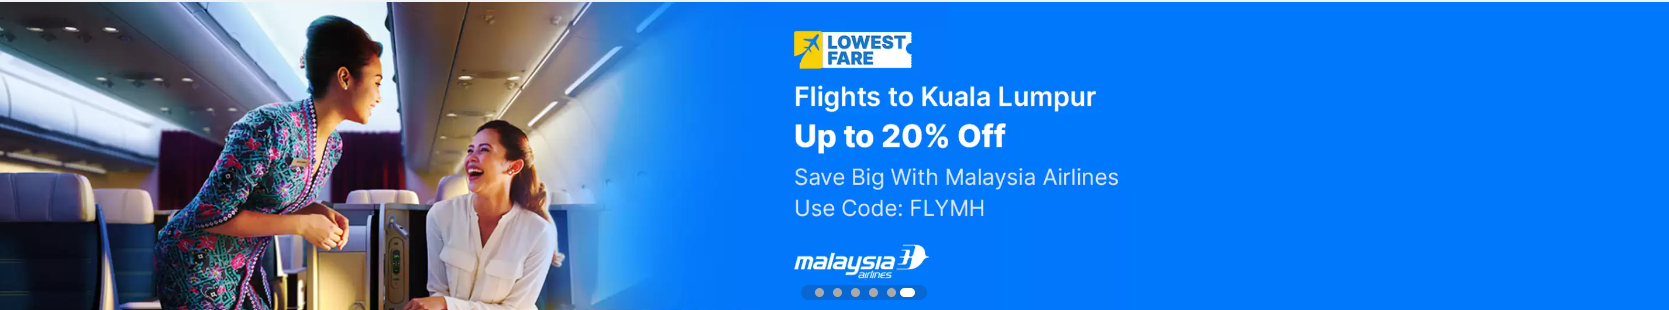 LOWEST
FARE
Flights to Kuala Lumpur
Up to 20% Off
Save Big With Malaysia Airlines
Use Code: FLYMH
malaysia
airlines